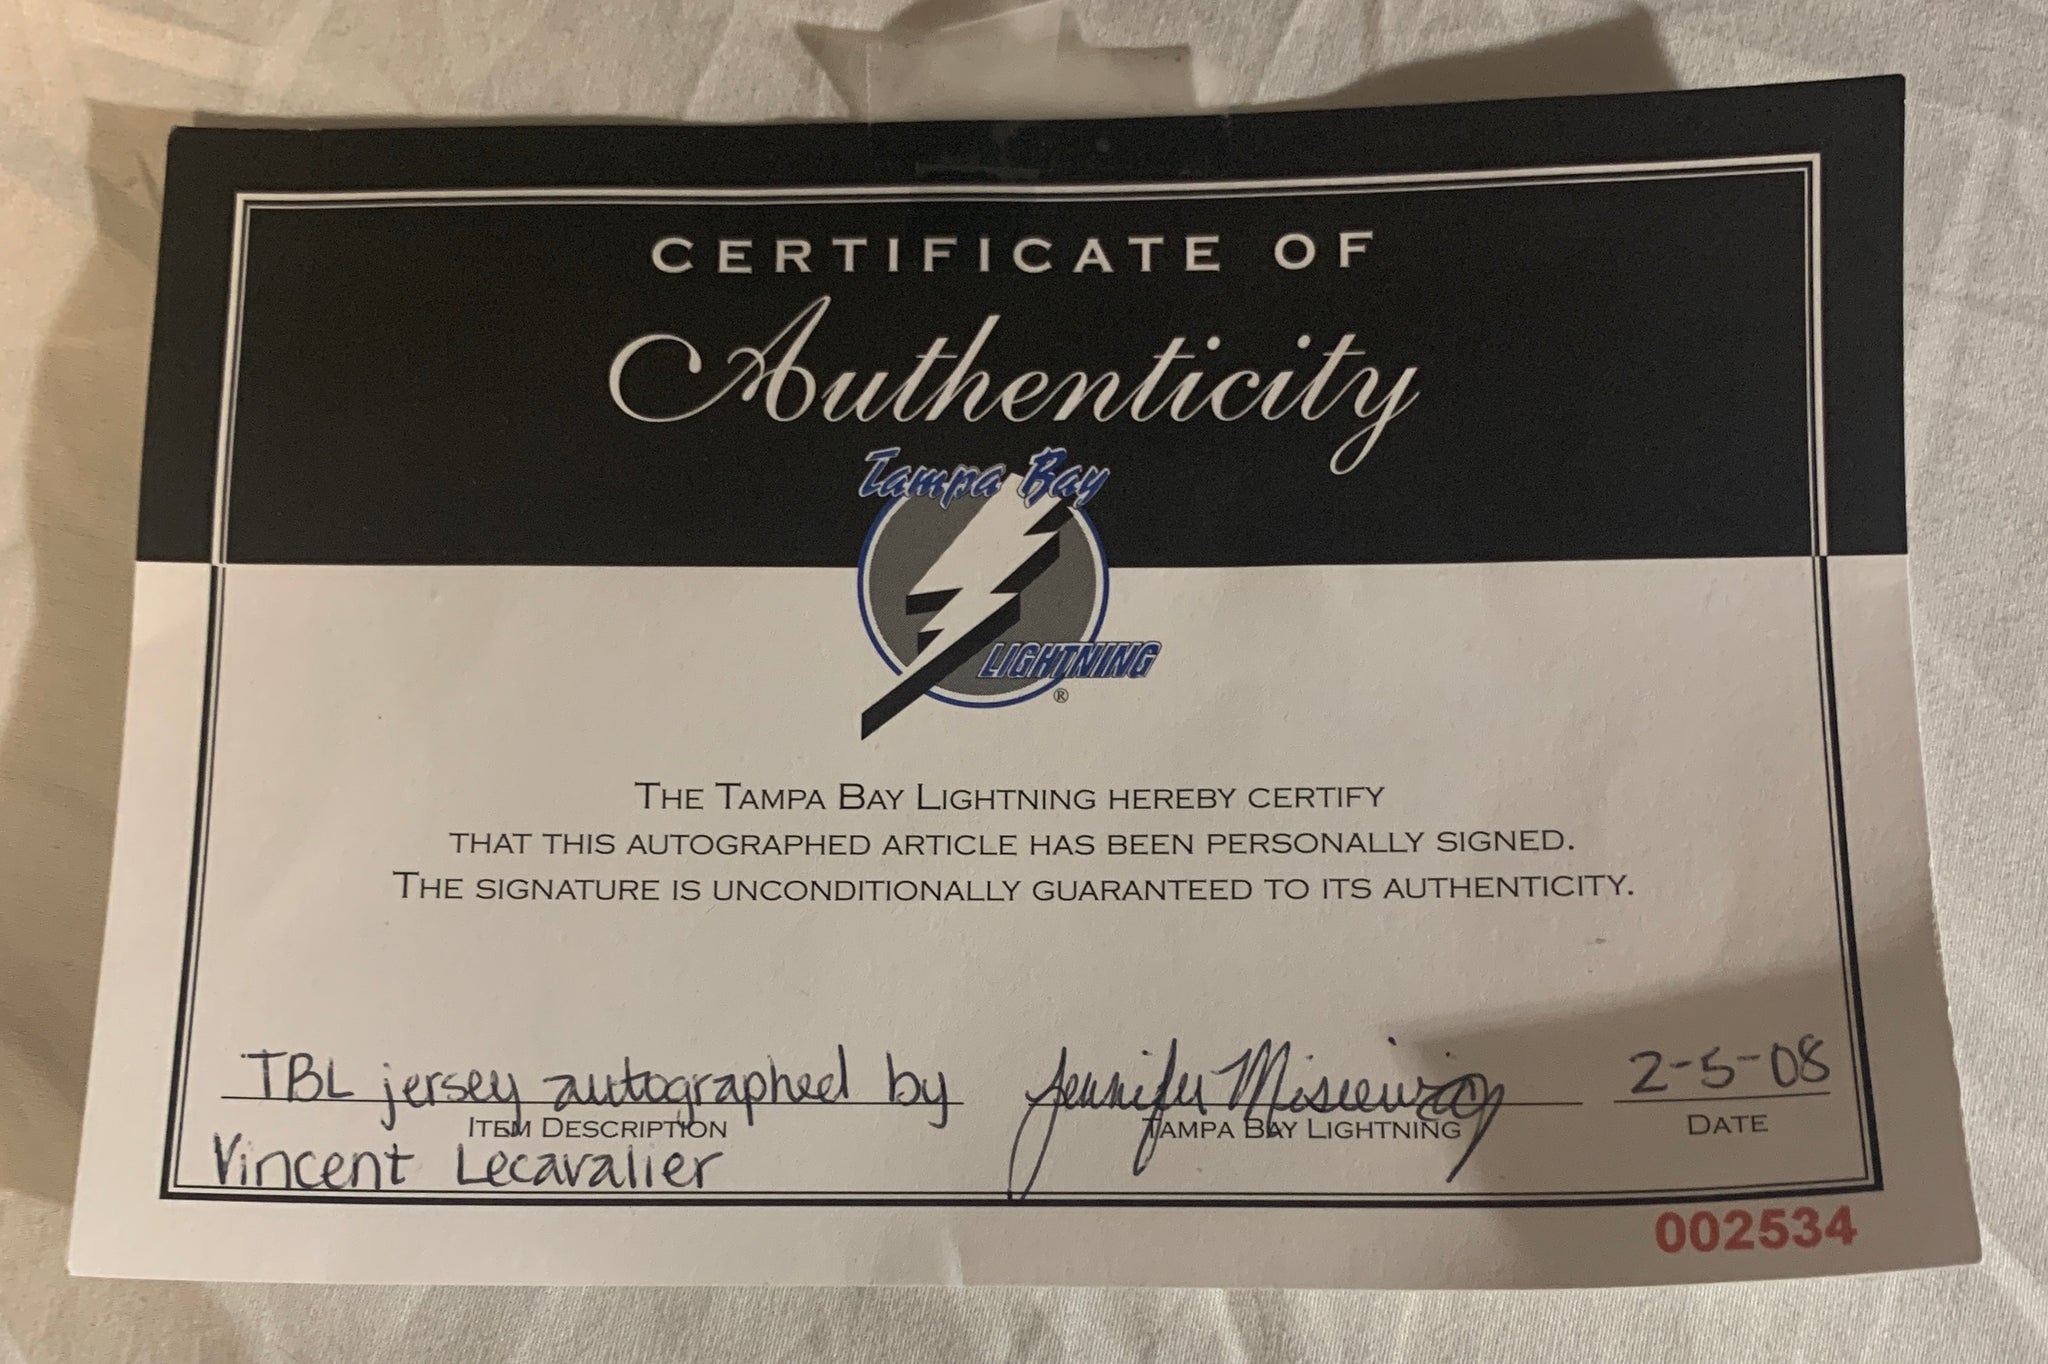 CERTIFICATE OF
Authenticity
Tampa Bay
LIGHTNING
®
THE TAMPA BAY LIGHTNING HEREBY CERTIFY
THAT THIS AUTOGRAPHED ARTICLE HAS BEEN PERSONALLY SIGNED.
THE SIGNATURE IS UNCONDITIONALLY GUARANTEED TO ITS AUTHENTICITY.
TBL jersey autographed by
ITEM DESCRIPTION
Vincent Lecavalier
Jennifer
TAMPA BAY LIGHTNING
2-5-08
DATE
002534